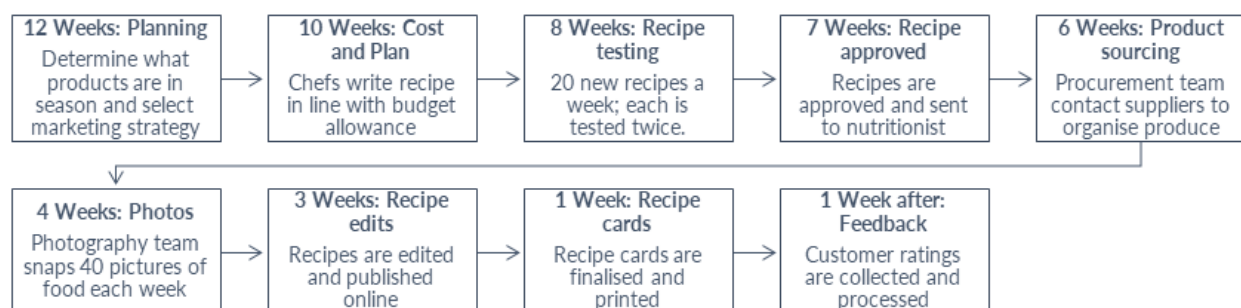 12 Weeks: Planning
Determine what
products are in
season and select
marketing strategy
10 Weeks: Cost
and Plan
Chefs write recipe
in line with budget
allowance
8 Weeks: Recipe
testing
20 new recipes a
week; each is
tested twice.
7 Weeks: Recipe
approved
Recipes are
approved and sent
to nutritionist
6 Weeks: Product
sourcing
Procurement team
contact suppliers to
organise produce
4 Weeks: Photos
Photography team
snaps 40 pictures of
food each week
3 Weeks: Recipe
edits
Recipes are edited
and published
online
1 Week: Recipe
cards
Recipe cards are
finalised and
printed
1 Week after:
Feedback
Customer ratings
are collected and
processed